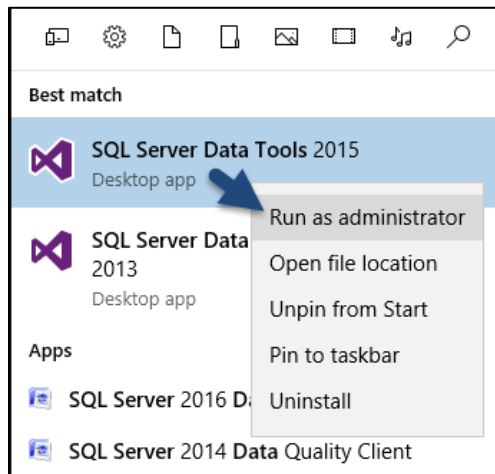 Best match
SQL Server Data Tools 2015
Desktop app
Run as administrator
SQL Server Data
2013
Open file location
Desktop app
Unpin from Start
Apps
Pin to taskbar
SQL Server 2016 D
Uninstall
SQL Server 2014 Data Quality Client